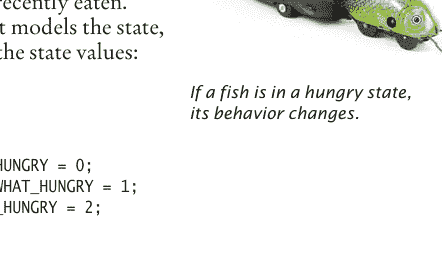 recently eaten.
t models the state,
the state values:
If a fish is in a hungry state,
its behavior changes.
HUNGRY = 0;
WHAT_HUNGRY = 1;
_HUNGRY = 2;